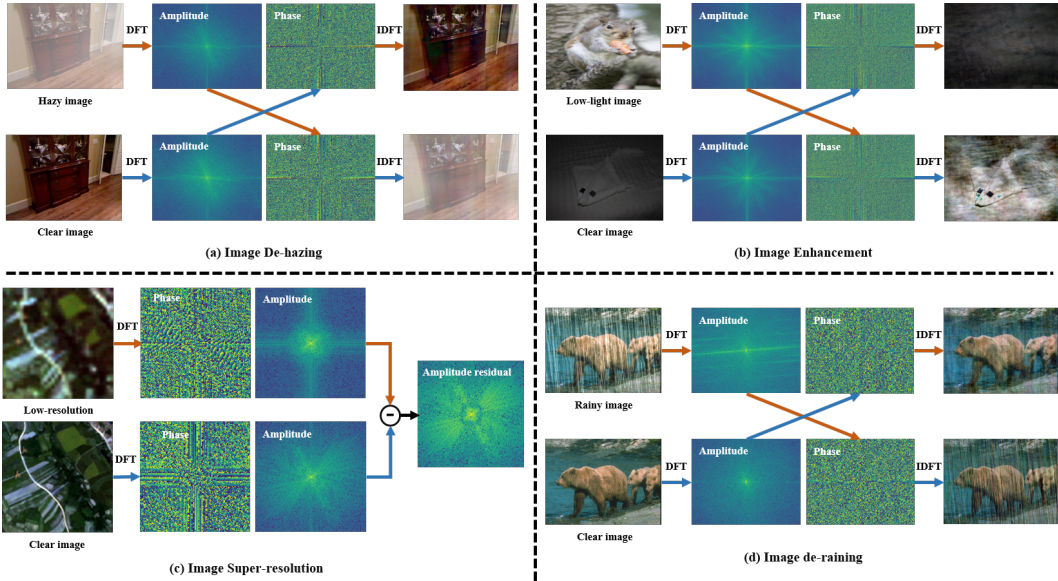 DFT
Amplitude
Phase
IDFT
Hazy image
DFT
Amplitude
Phase
IDFT
Clear image
(a) Image De-hazing
DFT
Amplitude
Phase
IDFT
Low-light image
DFT
Amplitude
Phase
IDFT
Clear image
(b) Image Enhancement
DFT
Phase
Amplitude
Low-resolution
Amplitude residual
-
DFT
Phase
Amplitude
Clear image
(c) Image Super-resolution
DFT
Amplitude
Phase
IDFT
Rainy image
DFT
Amplitude
Phase
IDFT
Clear image
(d) Image de-raining